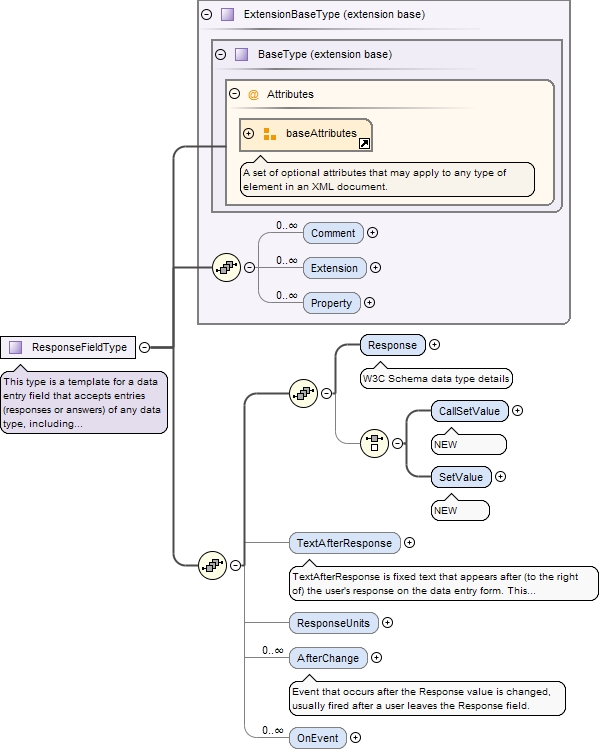 ExtensionBaseType (extension base)
BaseType (extension base)
@ Attributes
baseAttributes
A set of optional attributes that may apply to any type of
element in an XML document.
0..∞
Comment
0..∞
Extension
0..∞
Property
ResponseFieldType
This type is a template for a data
entry field that accepts entries
(responses or answers) of any data
type, including...
Response
W3C Schema data type details
CallSetValue
NEW
SetValue
NEW
TextAfterResponse
TextAfterResponse is fixed text that appears after (to the right
of) the user's response on the data entry form. This...
ResponseUnits
0..∞
AfterChange
Event that occurs after the Response value is changed,
usually fired after a user leaves the Response field.
0..∞
OnEvent